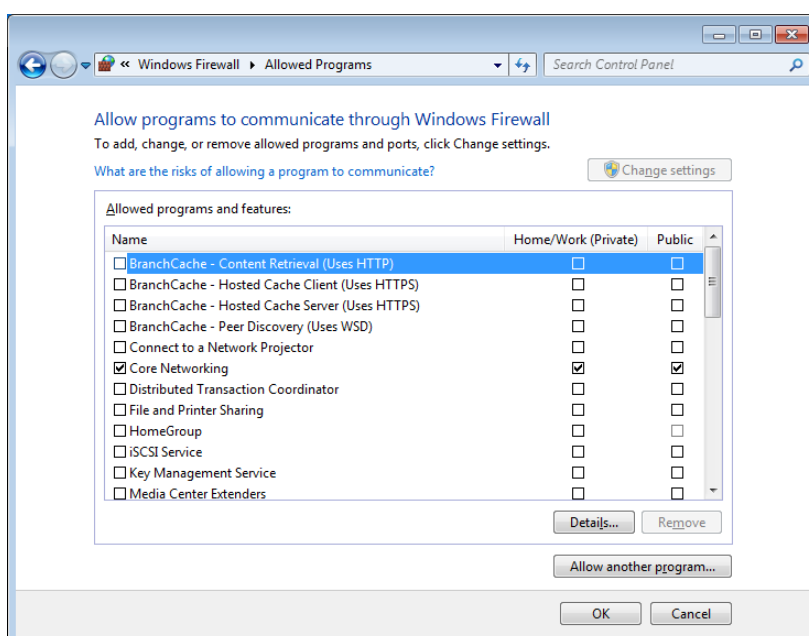 « Windows Firewall ▸ Allowed Programs
Search Control Panel
Allow programs to communicate through Windows Firewall
To add, change, or remove allowed programs and ports, click Change settings.
What are the risks of allowing a program to communicate?
Change settings
Allowed programs and features:
Name Home/Work (Private) Public
BranchCache - Content Retrieval (Uses HTTP)
BranchCache - Hosted Cache Client (Uses HTTPS)
BranchCache - Hosted Cache Server (Uses HTTPS)
BranchCache - Peer Discovery (Uses WSD)
Connect to a Network Projector
Core Networking
Distributed Transaction Coordinator
File and Printer Sharing
HomeGroup
iSCSI Service
Key Management Service
Media Center Extenders
Details... Remove
Allow another program...
OK Cancel